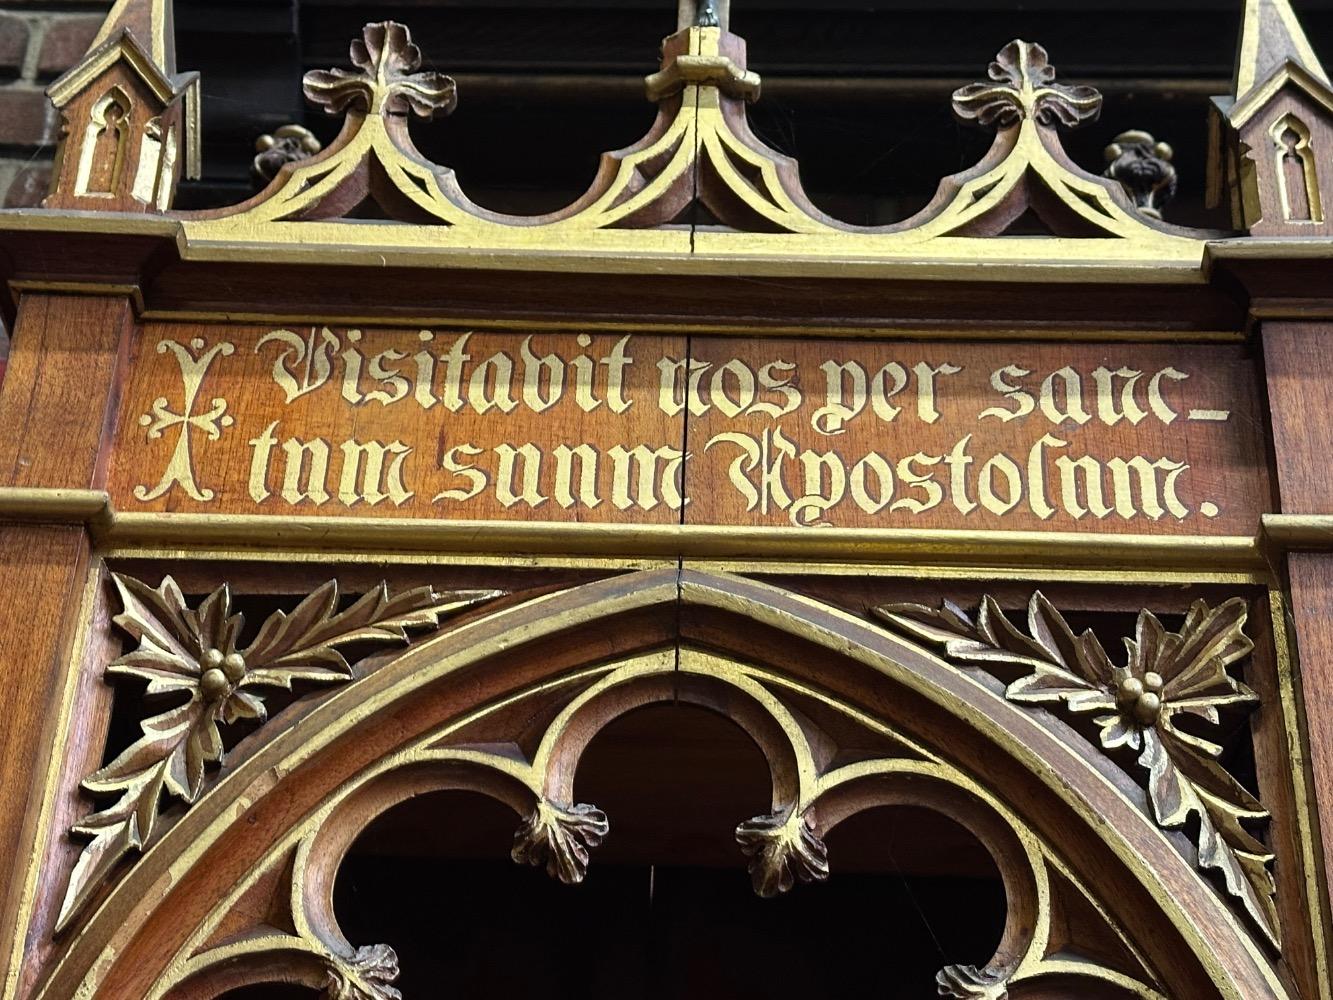 Visitavit nos per sanc-
tum suum Apostolum.